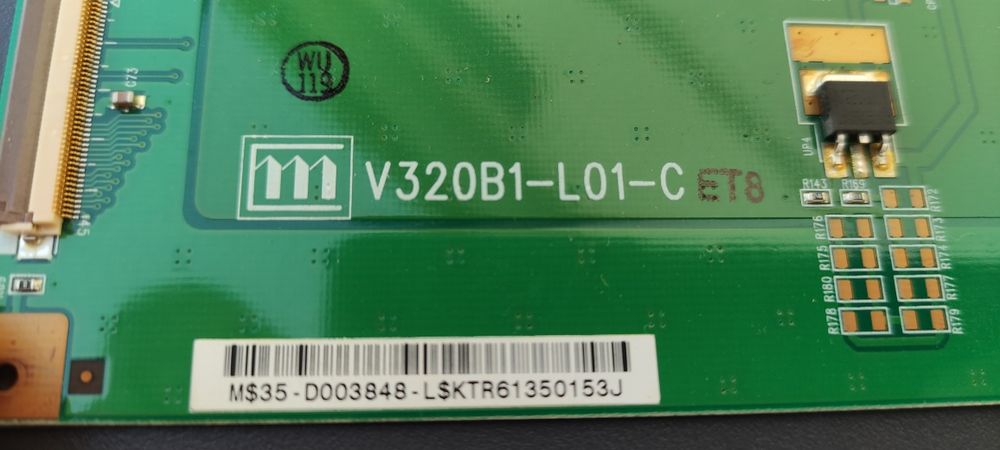 WU
119
C73
V320B1-L01-C ET8
UP4
R143
R169
R172
R176
R173
R175
R174
R180
R177
R178
R179
M$35-D003848-L$KTR61350153J